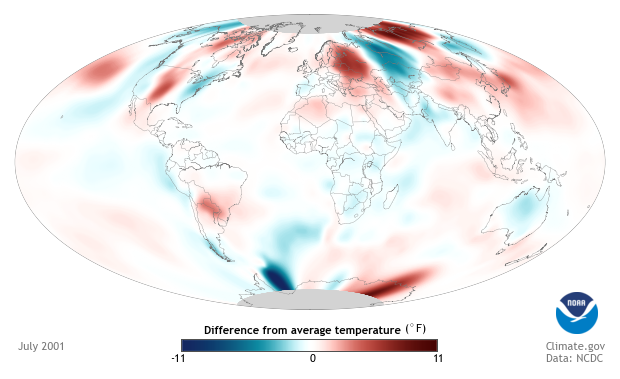 NOAA
Difference from average temperature (°F)
July 2001
-11
0
11
Climate.gov
Data: NCDC